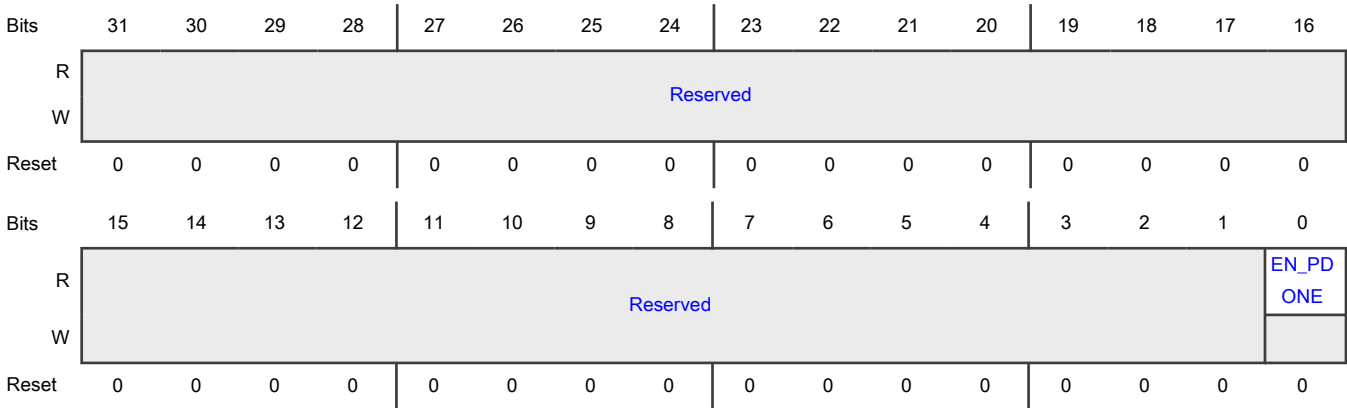 Bits 31 30 29 28 27 26 25 24 23 22 21 20 19 18 17 16
R
Reserved
W
Reset 0 0 0 0 0 0 0 0 0 0 0 0 0 0 0 0
Bits 15 14 13 12 11 10 9 8 7 6 5 4 3 2 1 0
R EN_PD
ONE
Reserved
W
Reset 0 0 0 0 0 0 0 0 0 0 0 0 0 0 0 0